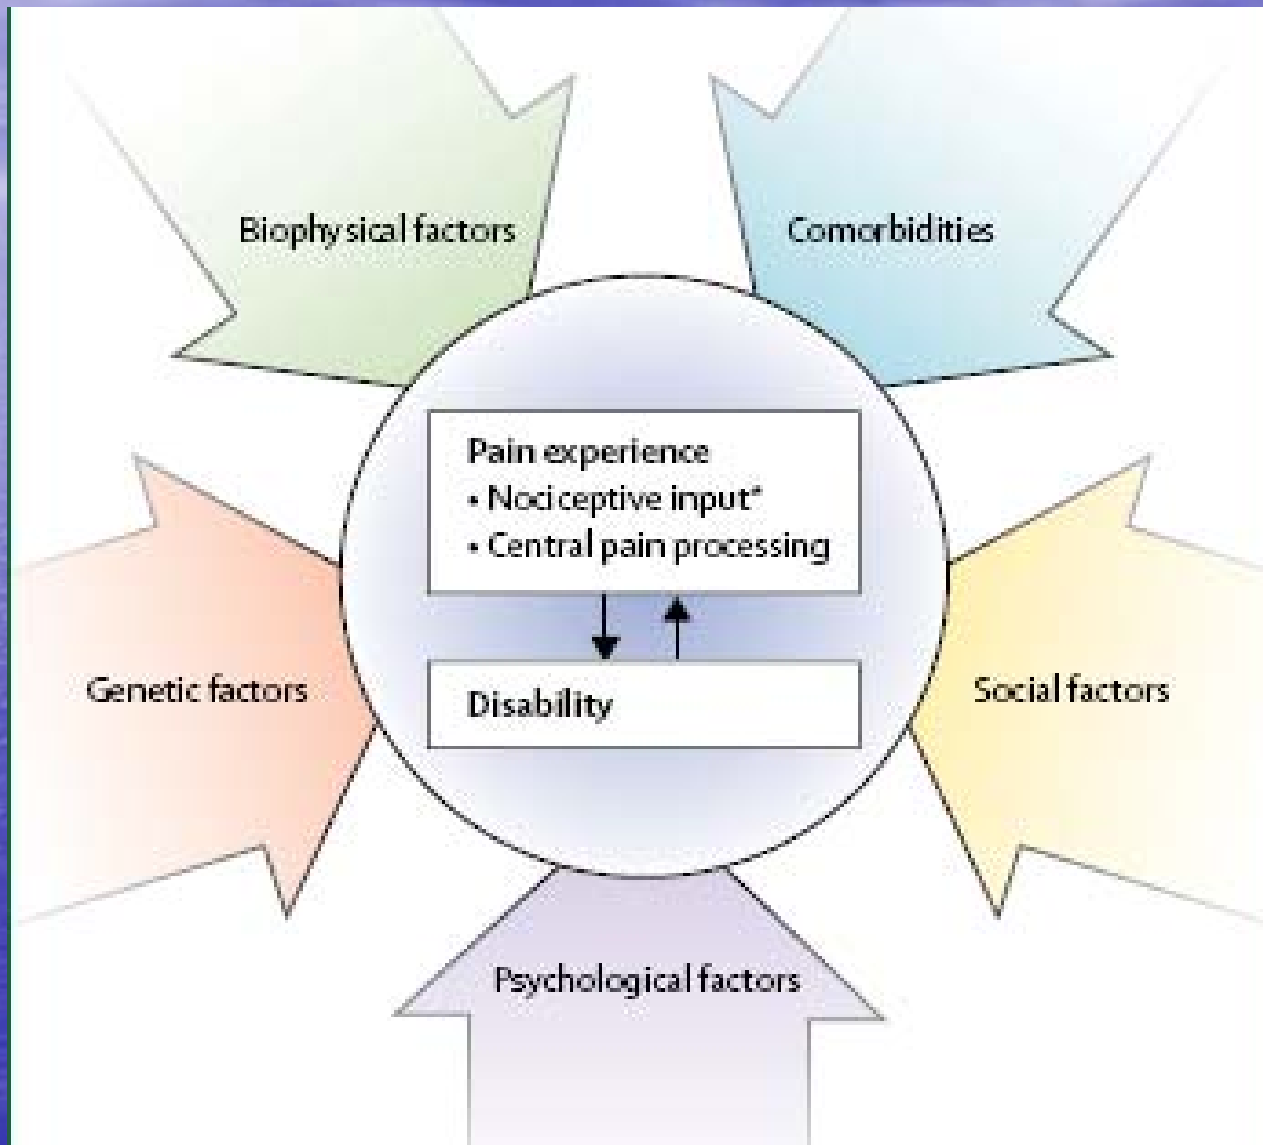 Biophysical factors
Comorbidities
Pain experience
• Nociceptive input*
• Central pain processing
Disability
Genetic factors
Social factors
Psychological factors